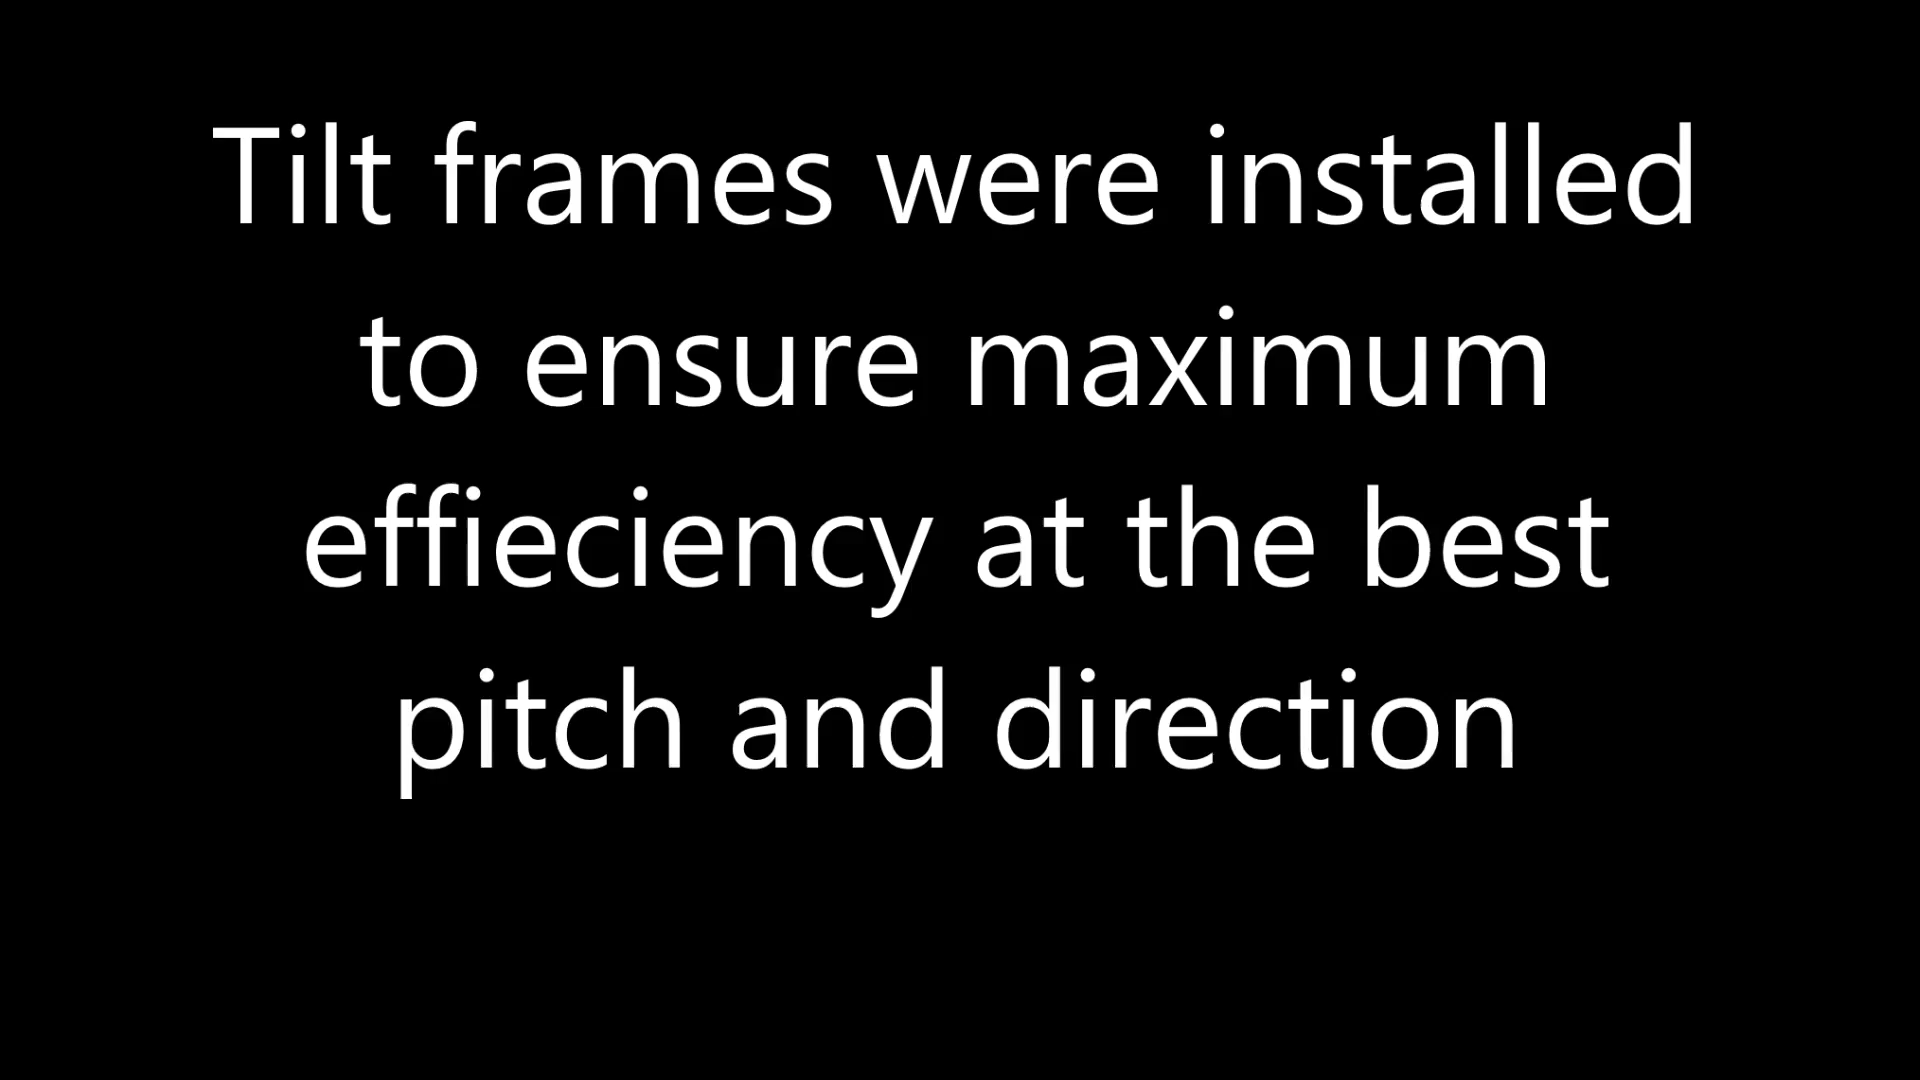 Tilt frames were installed
to ensure maximum
effieciency at the best
pitch and direction